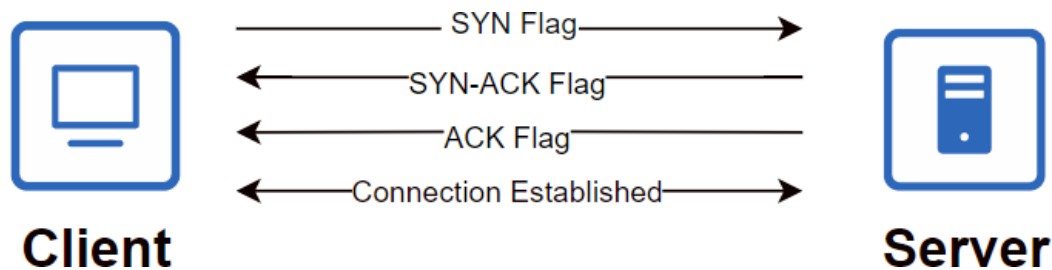 SYN Flag
SYN-ACK Flag
ACK Flag
Connection Established
Client
Server